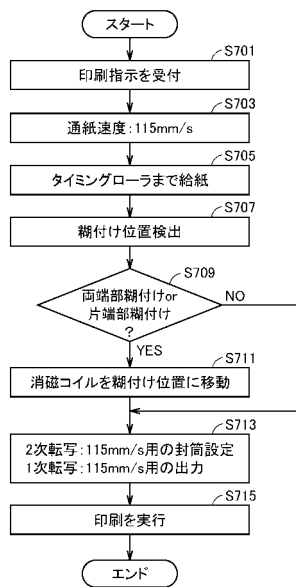 スタート
S701
印刷指示を受付
S703
通紙速度:115mm/s
S705
タイミングローラまで給紙
S707
糊付け位置検出
S709
両端部糊付けor
片端部糊付け
?
NO
YES
S711
消磁コイルを糊付け位置に移動
S713
2次転写:115mm/s用の封筒設定
1次転写:115mm/s用の出力
S715
印刷を実行
エンド